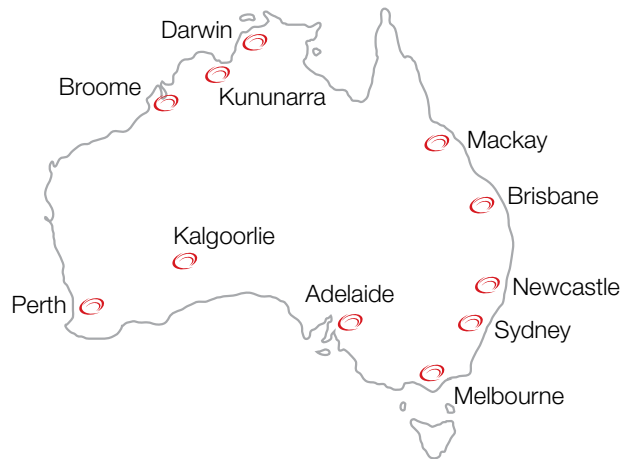 Darwin
Broome
Kununarra
Mackay
Brisbane
Kalgoorlie
Perth
Adelaide
Newcastle
Sydney
Melbourne